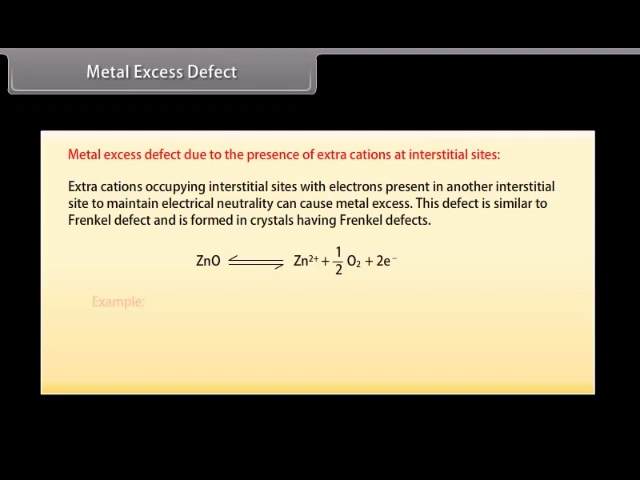 Metal Excess Defect
Metal excess defect due to the presence of extra cations at interstitial sites:
Extra cations occupying interstitial sites with electrons present in another interstitial
site to maintain electrical neutrality can cause metal excess. This defect is similar to
Frenkel defect and is formed in crystals having Frenkel defects.
ZnO ⇌ Zn²⁺ + 1/2 O₂ + 2e⁻
Example: